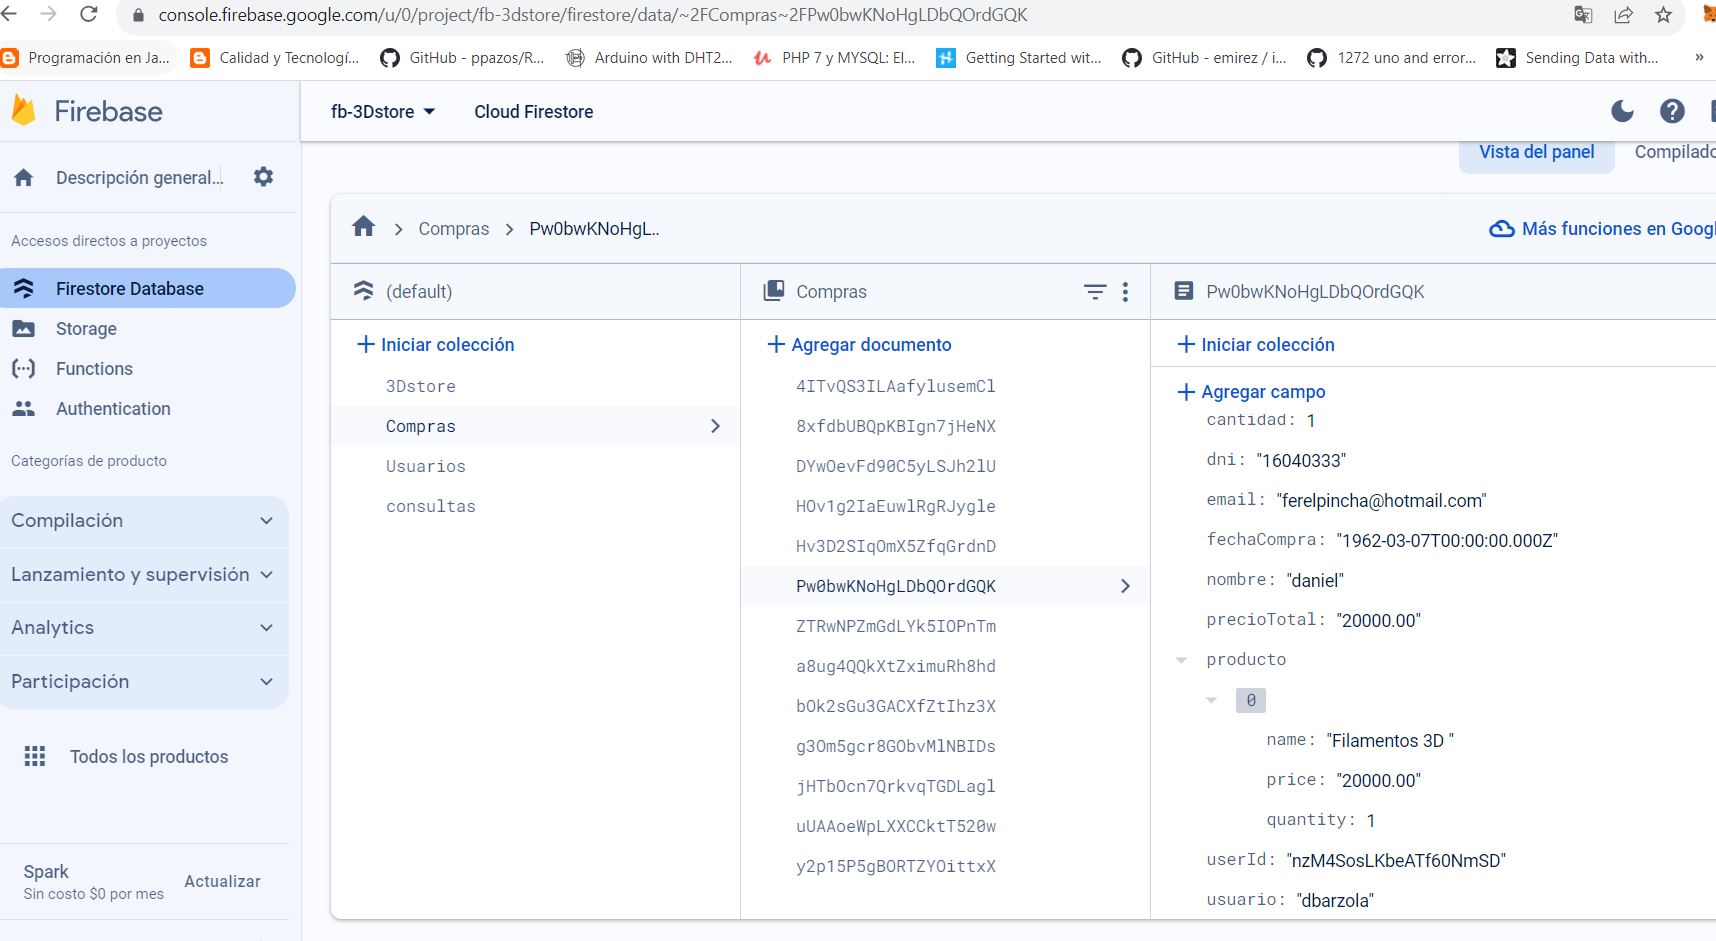 console.firebase.google.com/u/0/project/fb-3dstore/firestore/data/~2FCompras~2FPw0bwKNoHgLDbQOrdGQK
Programación en Ja... Calidad y Tecnologí... GitHub - ppazos/R... Arduino with DHT2... PHP 7 y MYSQL: El... Getting Started wit... GitHub - emirez / i... 1272 uno and error... Sending Data with... »
Firebase
fb-3Dstore
Cloud Firestore
Descripción general...
Vista del panel
Compilado
Accesos directos a proyectos
Firestore Database
Storage
Functions
Authentication
Categorías de producto
Compilación
Lanzamiento y supervisión
Analytics
Participación
Todos los productos
Spark
Sin costo $0 por mes
Actualizar
Compras
Pw0bwKNoHgL..
Más funciones en Googl
(default)
Iniciar colección
3Dstore
Compras
Usuarios
consultas
Compras
Agregar documento
4ITvQS3ILAafylusemCl
8xfdbUBQpKBIgn7jHeNX
DYwOevFd90C5yLSJh2lU
HOv1g2IaEuwlRgRJygle
Hv3D2SIqOmX5ZfqGrdnD
Pw0bwKNoHgLDbQOrdGQK
ZTRwNPZmGdLYk5IOPnTm
a8ug4QQkXtZximuRh8hd
bOk2sGu3GACXfZtIhz3X
g3Om5gcr8GObvMlNBIDs
jHTbOcn7QrkvqTGDLagl
uUAAoeWpLXXCCktT520w
y2p15P5gBORTZYOittxX
Pw0bwKNoHgLDbQOrdGQK
Iniciar colección
Agregar campo
cantidad: 1
dni: "16040333"
email: "ferelpincha@hotmail.com"
fechaCompra: "1962-03-07T00:00:00.000Z"
nombre: "daniel"
precioTotal: "20000.00"
producto
0
name: "Filamentos 3D "
price: "20000.00"
quantity: 1
userId: "nzM4SosLKbeATf60NmSD"
usuario: "dbarzola"